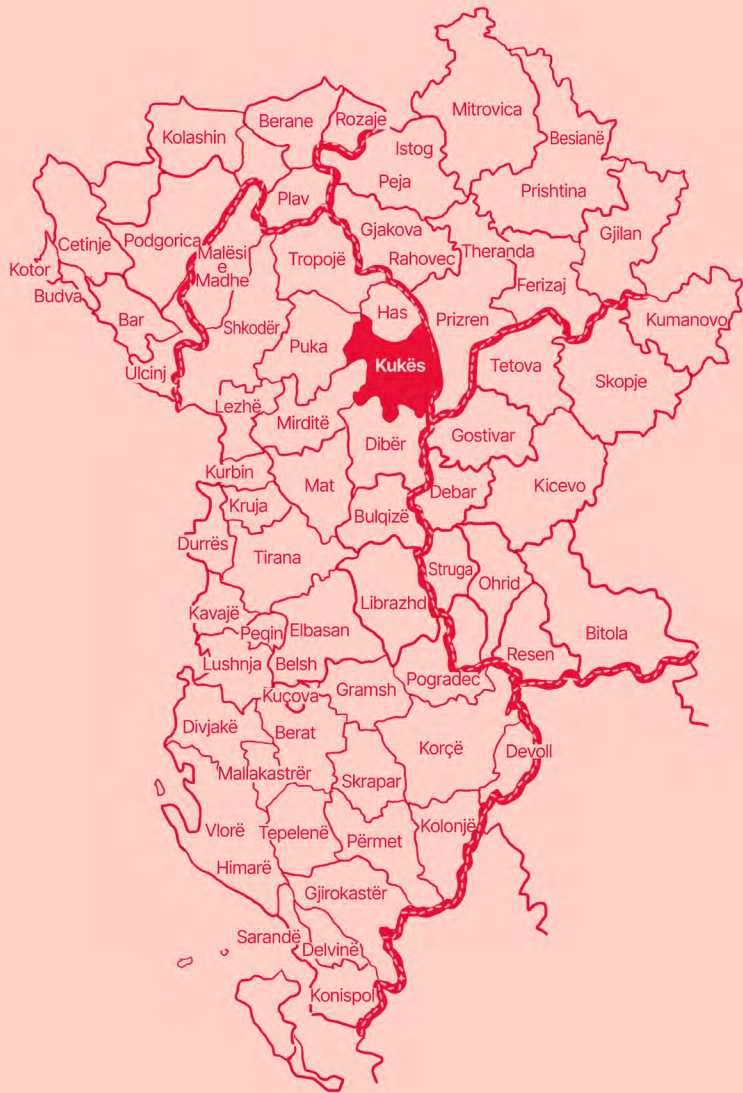 Mitrovica
Berane
Rozaje
Kolashin
Besianë
Istog
Peja
Prishtina
Plav
Gjakova
Gjilan
Cetinje
Podgorica
Malësi
e
Madhe
Tropojë
Rahovec
Theranda
Kotor
Ferizaj
Budva
Has
Bar
Shkodër
Prizren
Kumanovo
Puka
Kukës
Tetova
Ulcinj
Skopje
Lezhë
Mirditë
Gostivar
Dibër
Kurbin
Mat
Debar
Kicevo
Kruja
Bulqizë
Durrës
Tirana
Struga
Ohrid
Librazhd
Kavajë
Peqin
Elbasan
Bitola
Resen
Lushnja
Belsh
Pogradec
Kuçova
Gramsh
Divjakë
Berat
Korçë
Devoll
Mallakastrër
Skrapar
Vlorë
Tepelenë
Përmet
Kolonjë
Himarë
Gjirokastër
Sarandë
Delvinë
Konispol